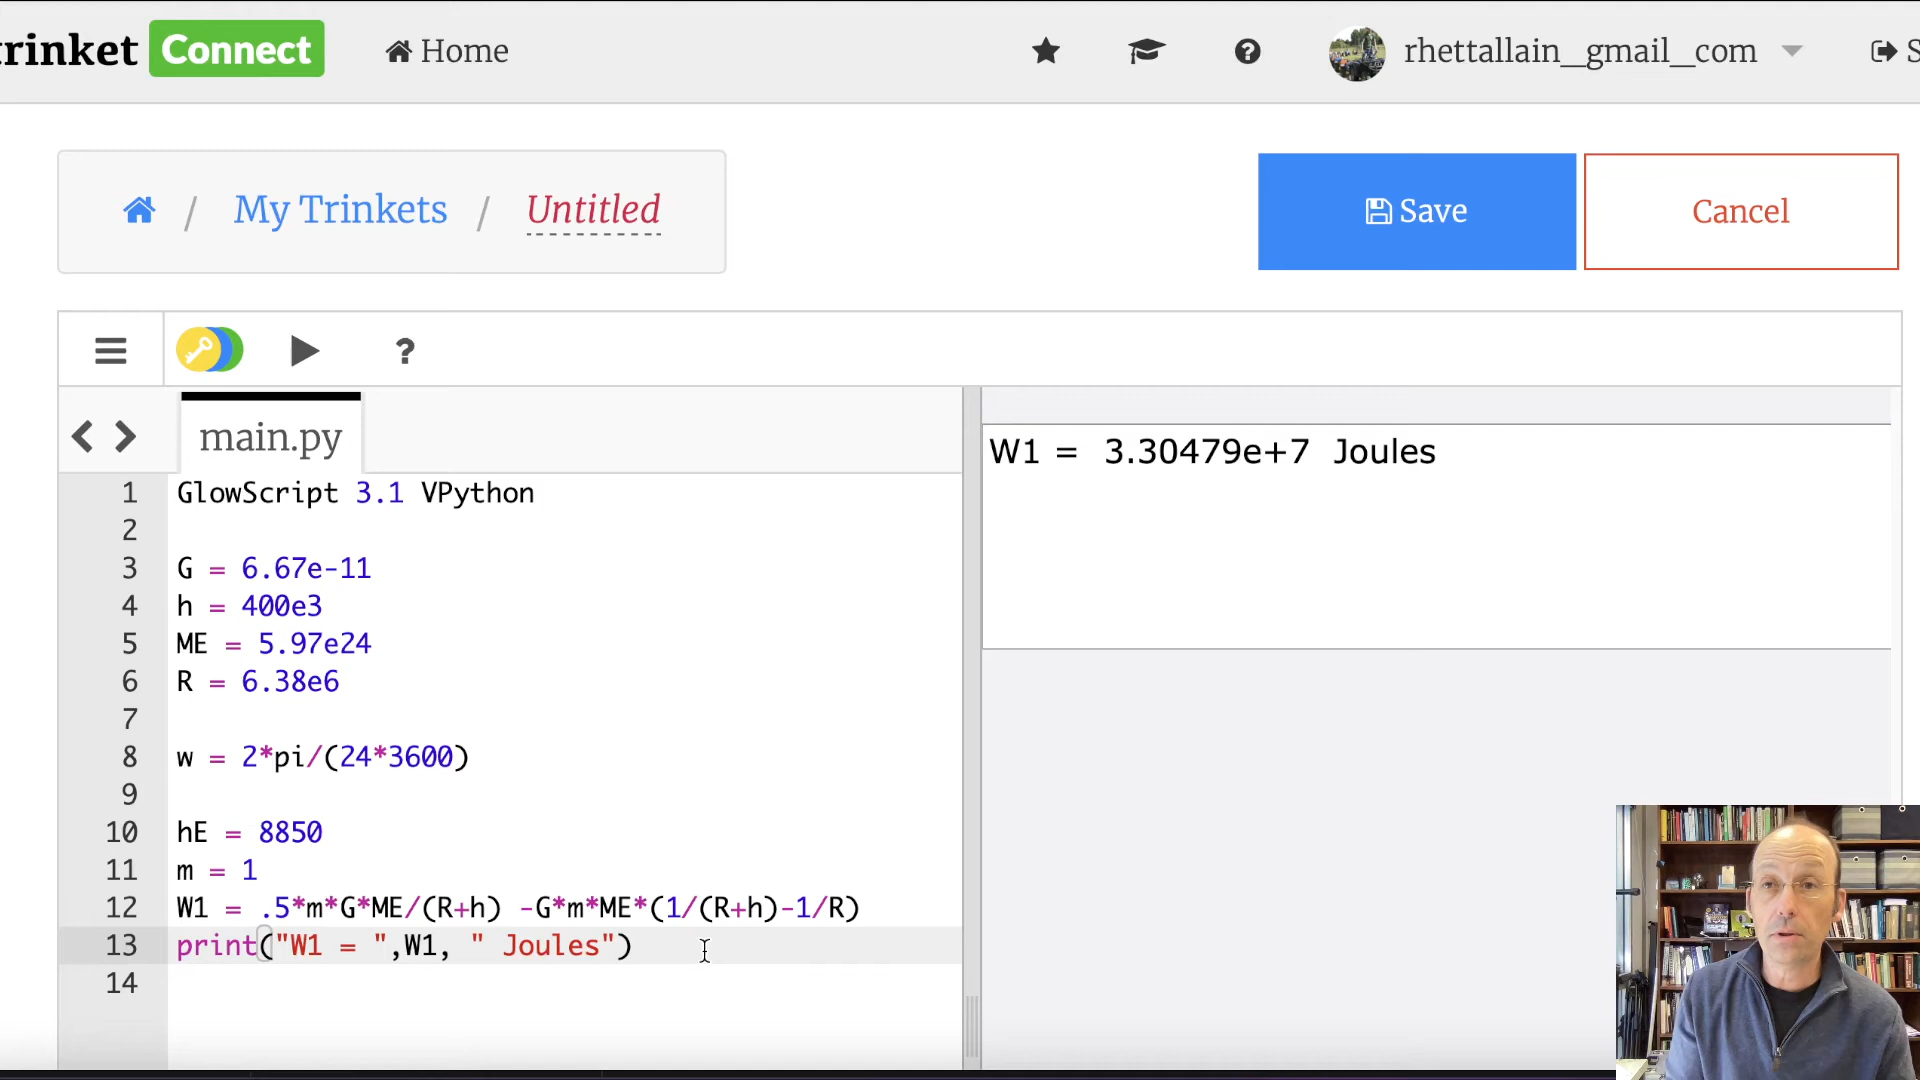 trinket Connect Home rhettallain_gmail_com S
/ My Trinkets / Untitled Save Cancel
?
main.py
W1 = 3.30479e+7 Joules
1 GlowScript 3.1 VPython
2
3 G = 6.67e-11
4 h = 400e3
5 ME = 5.97e24
6 R = 6.38e6
7
8 w = 2*pi/(24*3600)
9
10 hE = 8850
11 m = 1
12 W1 = .5*m*G*ME/(R+h) -G*m*ME*(1/(R+h)-1/R)
13 print("W1 = ",W1, " Joules")
14